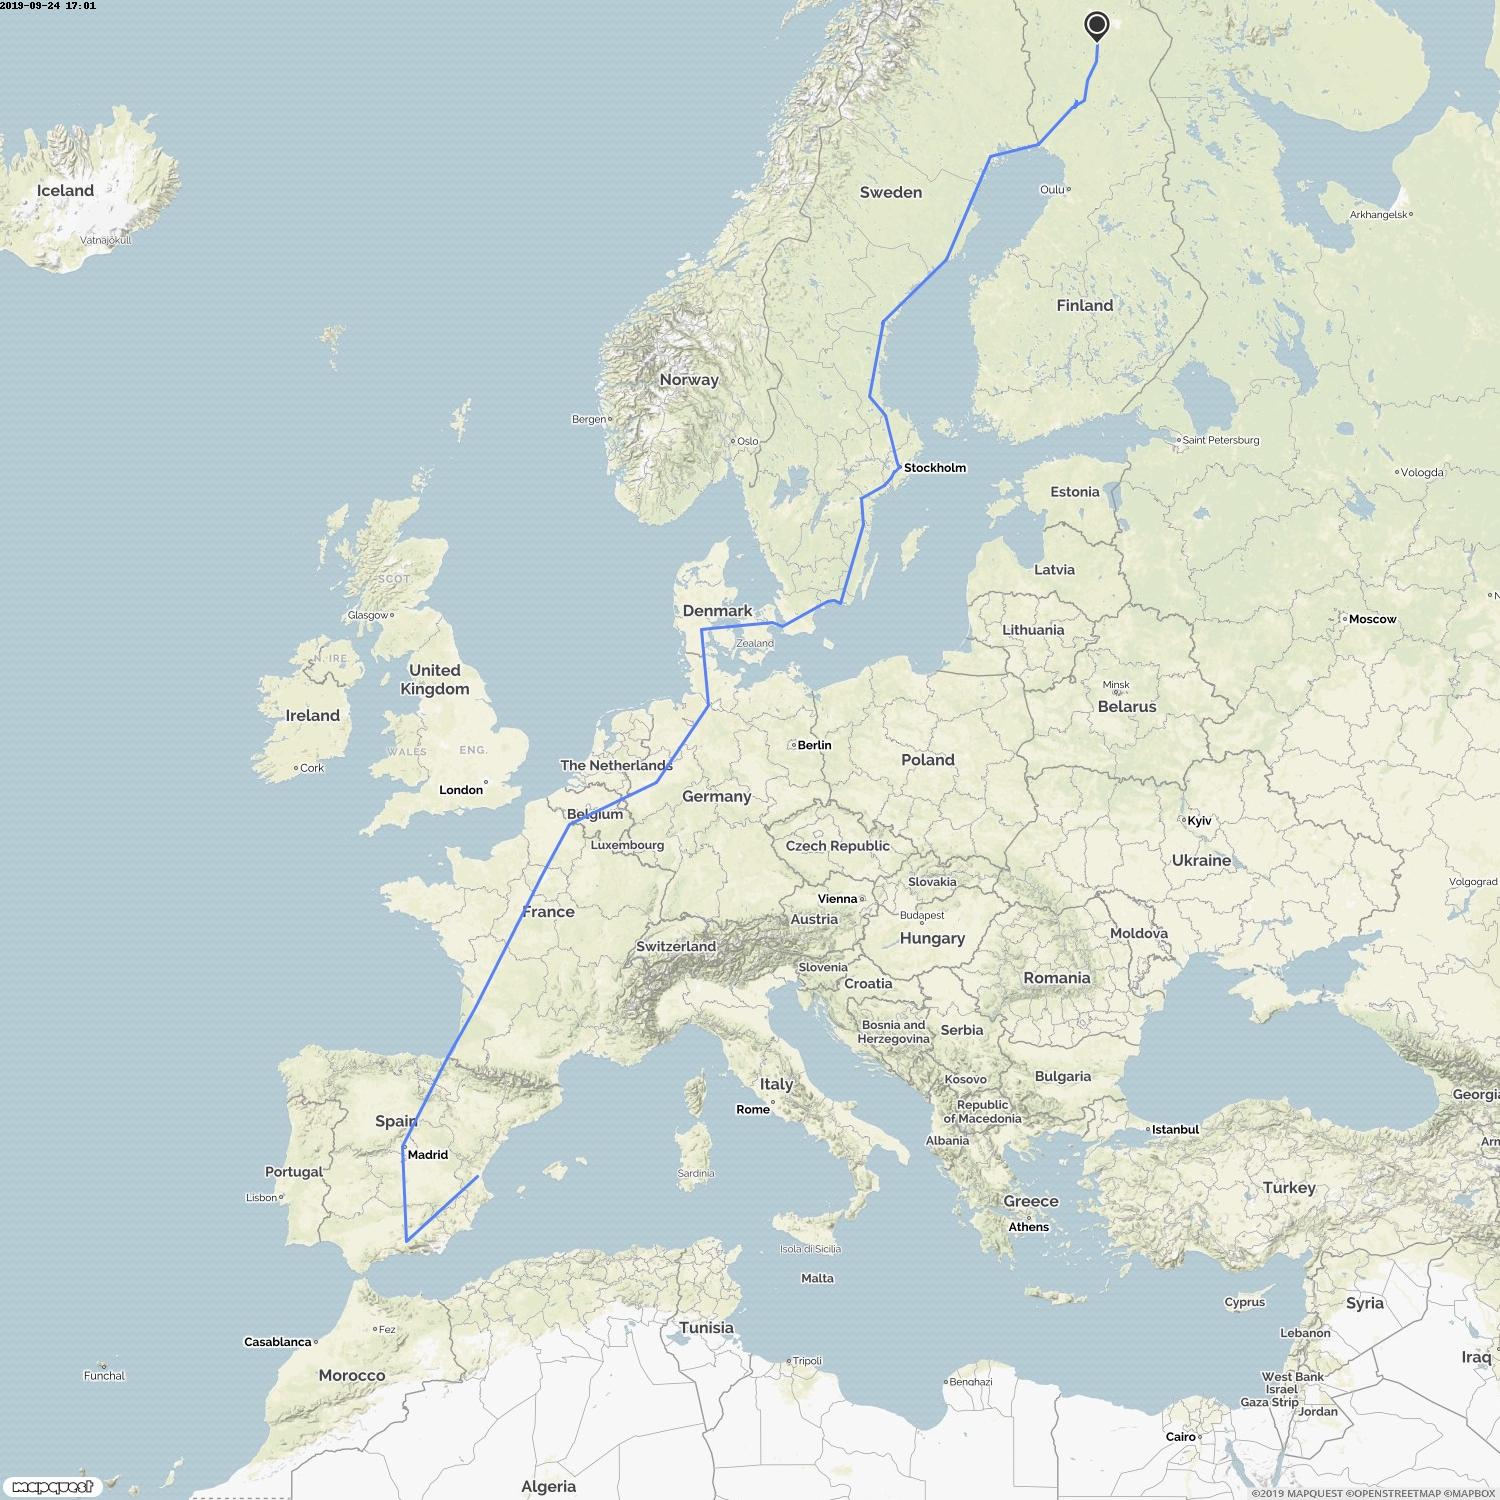 2019-09-24 17:01
Iceland
Vatnajökull
Sweden
Oulu
Arkhangelsk
Finland
Norway
Bergen
Oslo
Saint Petersburg
Stockholm
Vologda
Estonia
SCOT.
Latvia
Glasgow
Denmark
Moscow
Lithuania
Zealand
N. IRE.
United
Kingdom
Minsk
Belarus
Ireland
WALES
ENG.
Berlin
Poland
Cork
The Netherlands
London
Germany
Belgium
Kyiv
Luxembourg
Czech Republic
Ukraine
Slovakia
Volgograd
Vienna
France
Austria
Budapest
Hungary
Moldova
Switzerland
Slovenia
Croatia
Romania
Bosnia and
Herzegovina
Serbia
Italy
Kosovo
Bulgaria
Georgia
Rome
Republic
of Macedonia
Spain
Istanbul
Albania
Madrid
Portugal
Sardinia
Turkey
Lisbon
Greece
Athens
Isola di Sicilia
Malta
Cyprus
Syria
Tunisia
Fez
Lebanon
Casablanca
Iraq
Tripoli
Morocco
Funchal
West Bank
Israel
Benghazi
Gaza Strip
Jordan
Cairo
Algeria
mapquest
©2019 MAPQUEST ©OPENSTREETMAP ©MAPBOX